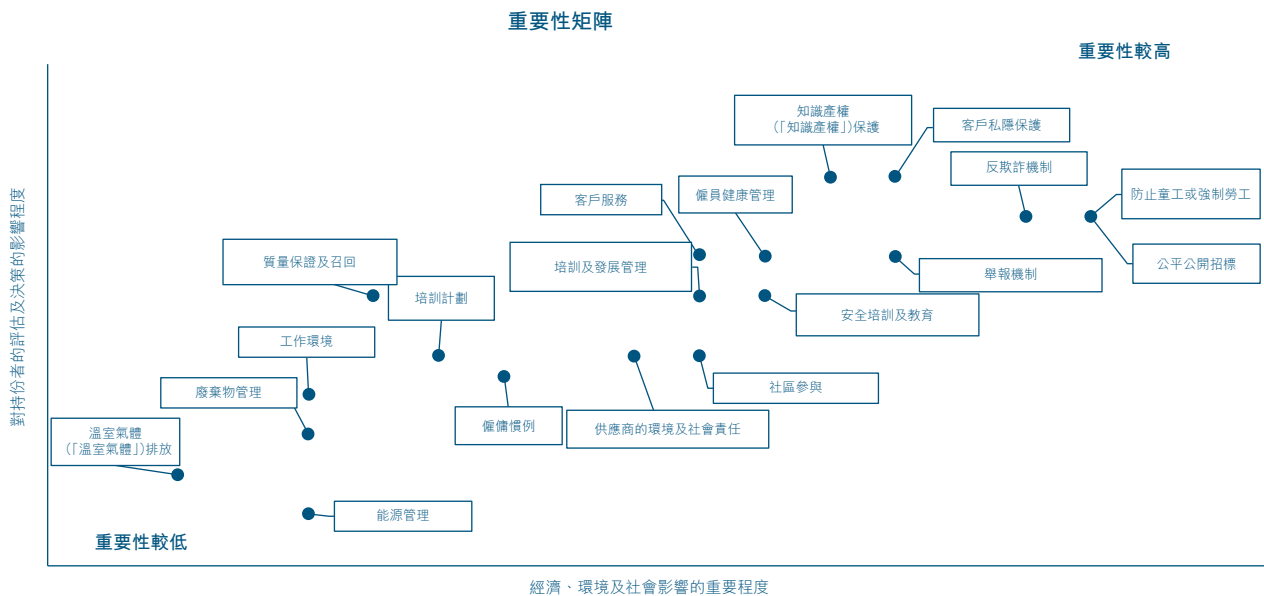 重要性矩陣
重要性較高
對持份者的評估及決策的影響程度
知識產權
(「知識產權」)保護
客戶私隱保護
反欺詐機制
防止童工或強制勞工
客戶服務
僱員健康管理
質量保證及召回
培訓及發展管理
舉報機制
公平公開招標
培訓計劃
安全培訓及教育
工作環境
廢棄物管理
社區參與
溫室氣體
(「溫室氣體」)排放
僱傭慣例
供應商的環境及社會責任
能源管理
重要性較低
經濟、環境及社會影響的重要程度